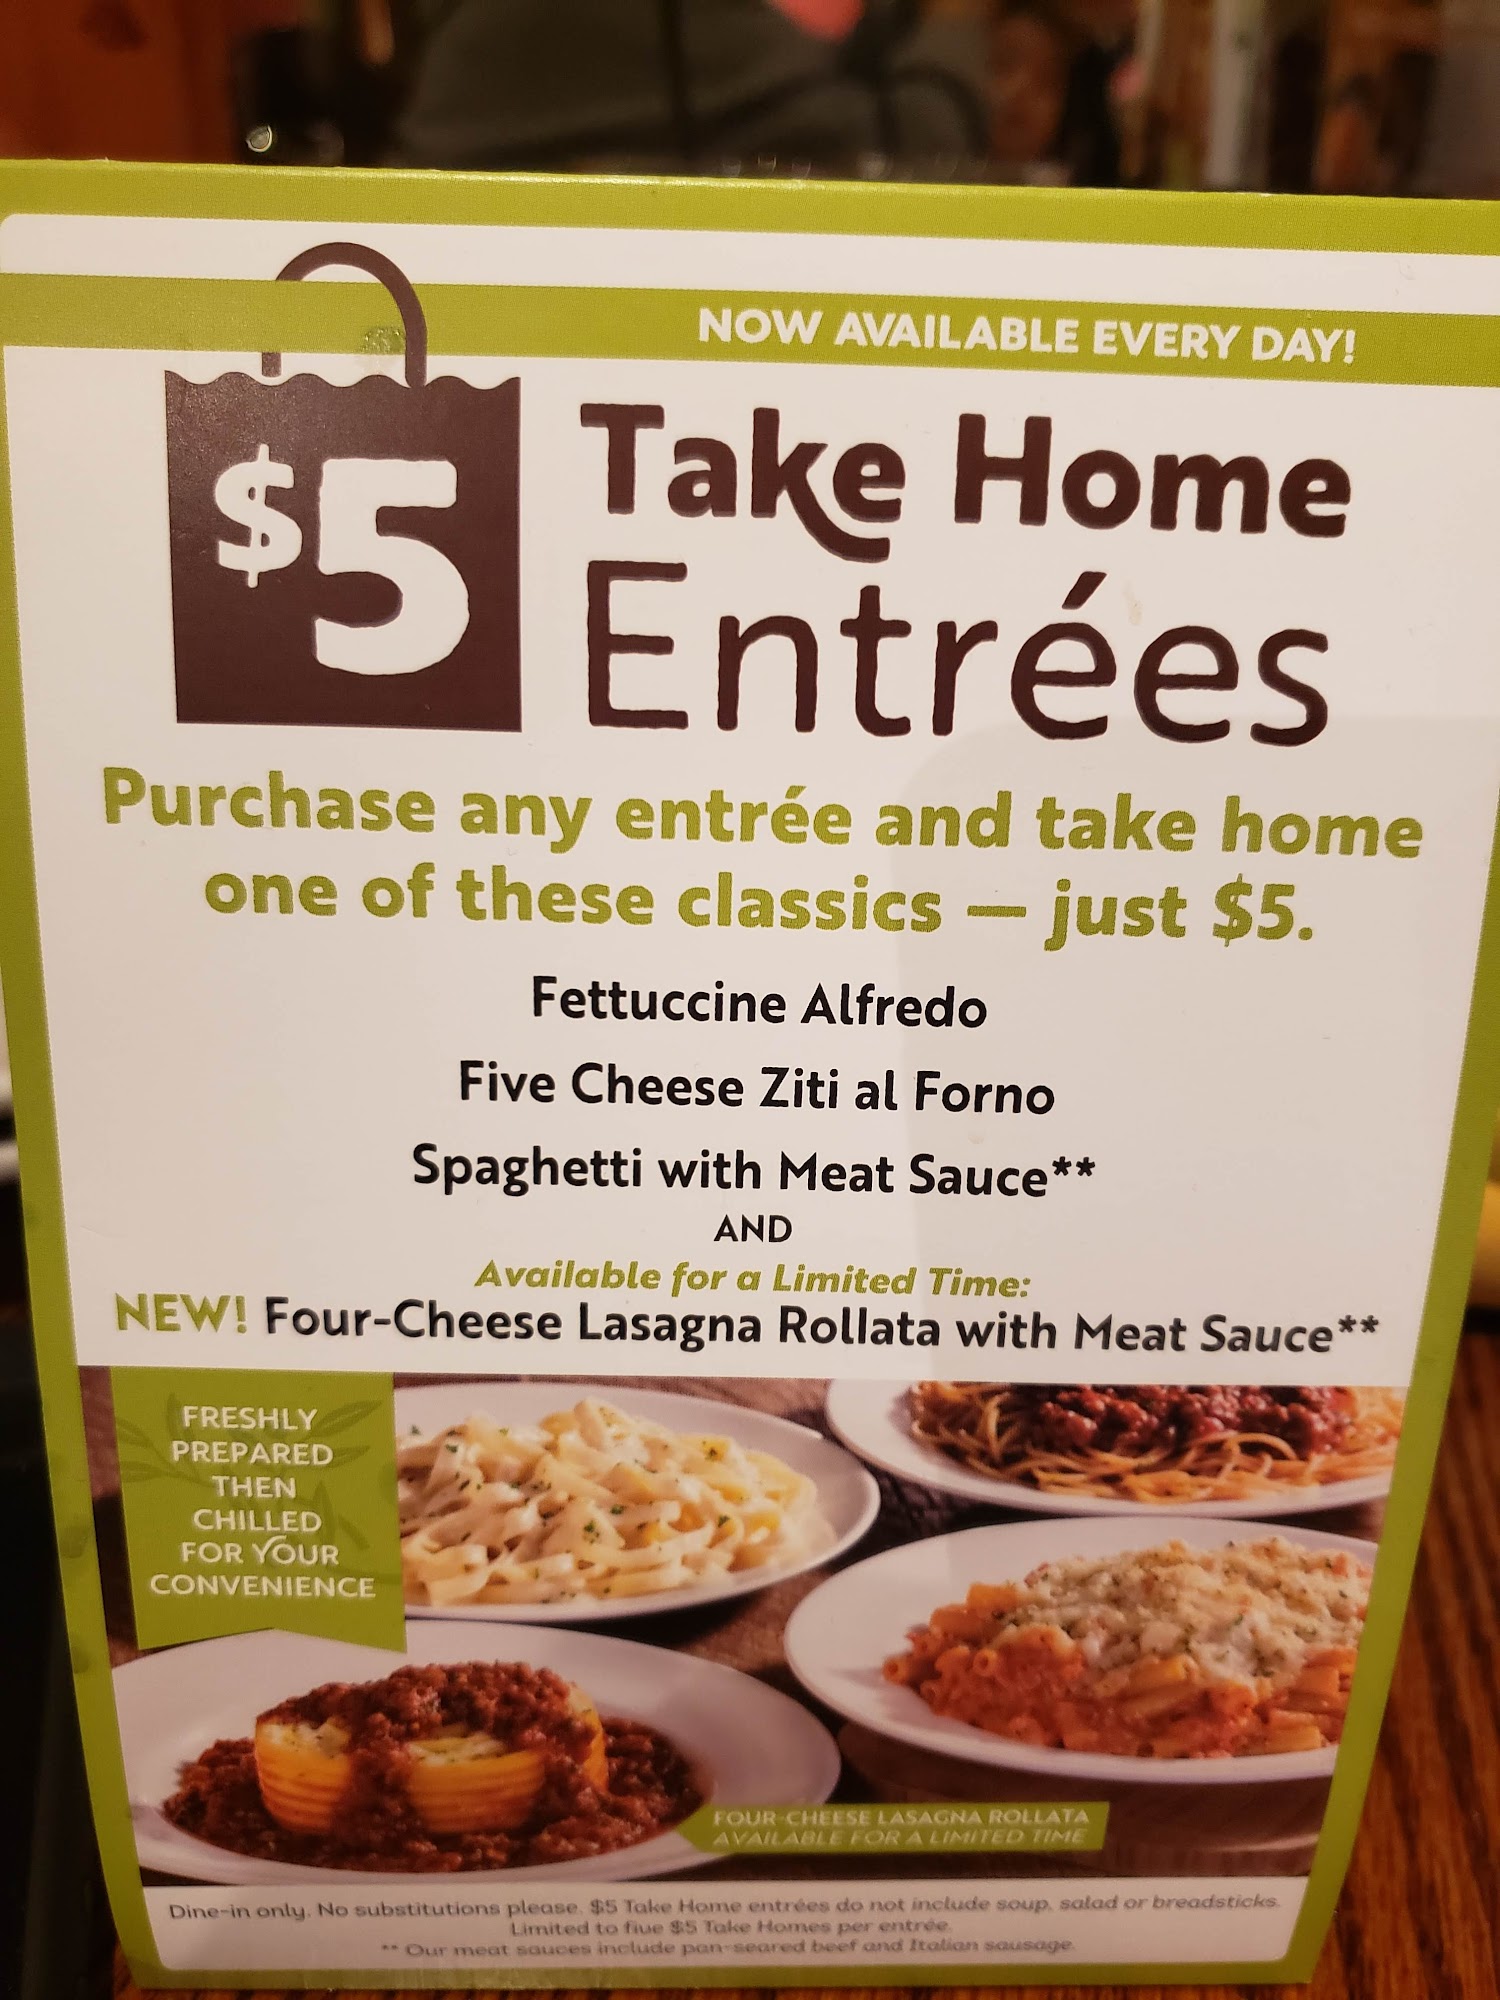 NOW AVAILABLE EVERY DAY!
$5
Take Home
Entrées
Purchase any entrée and take home
one of these classics — just $5.
Fettuccine Alfredo
Five Cheese Ziti al Forno
Spaghetti with Meat Sauce**
AND
Available for a Limited Time:
NEW! Four-Cheese Lasagna Rollata with Meat Sauce**
FRESHLY
PREPARED
THEN
CHILLED
FOR YOUR
CONVENIENCE
FOUR-CHEESE LASAGNA ROLLATA
AVAILABLE FOR A LIMITED TIME
Dine-in only. No substitutions please. $5 Take Home entrées do not include soup, salad or breadsticks.
Limited to five $5 Take Homes per entrée.
** Our meat sauces include pan-seared beef and Italian sausage.